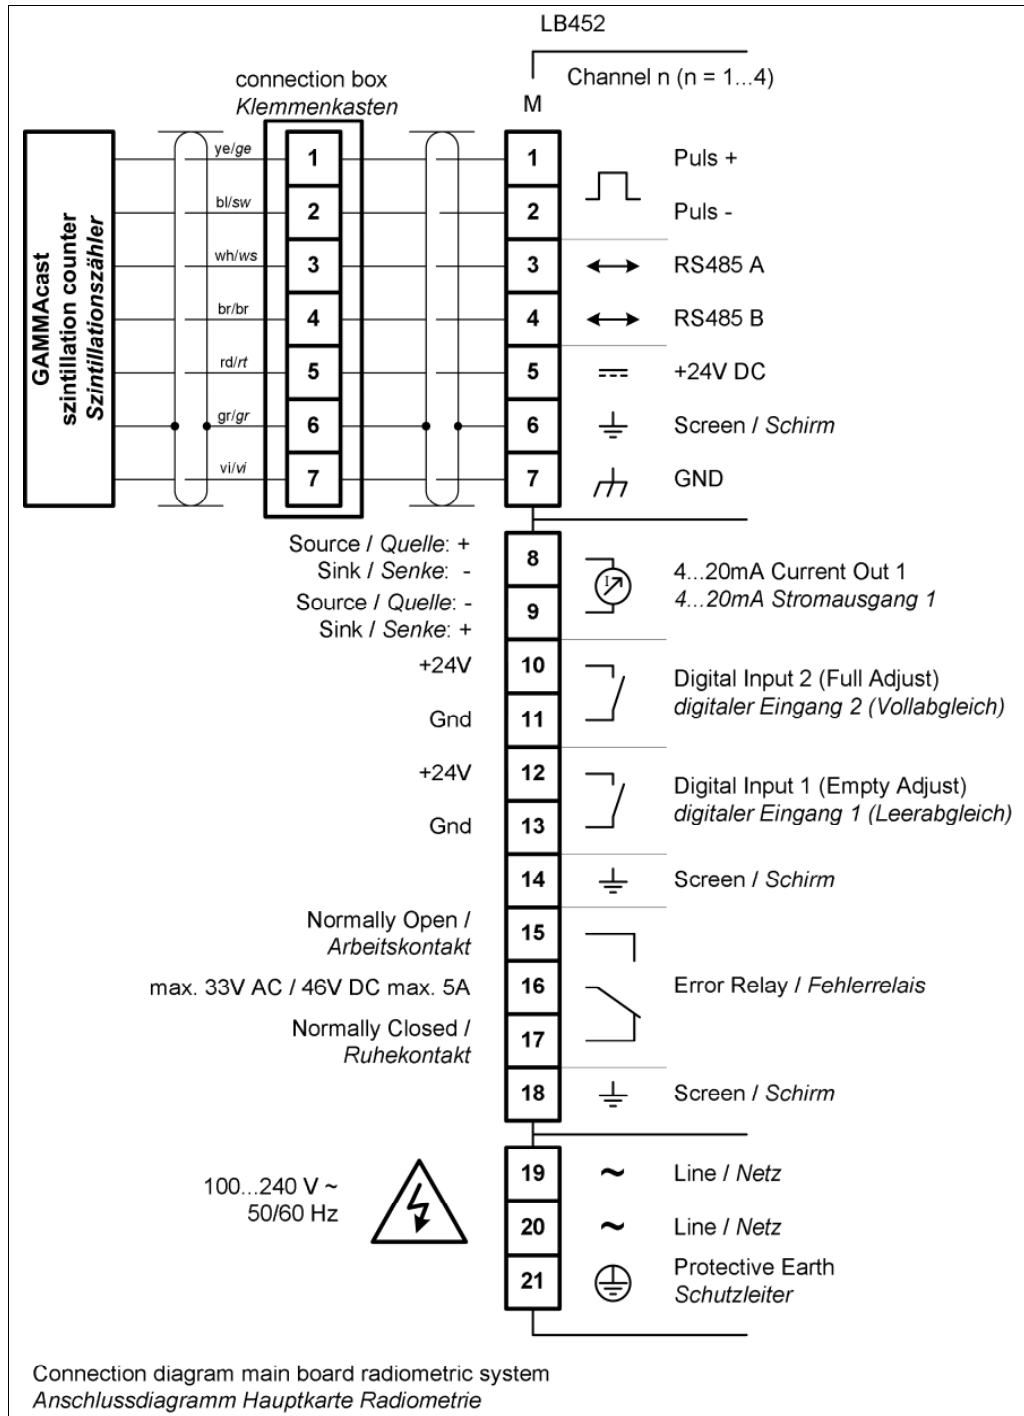 LB452
Channel n (n = 1...4)
connection box
Klemmenkasten
M
GAMMAcast
szintillation counter
Szintillationszähler
ye/ge
1
1
Puls +
bl/sw
2
2
Puls -
wh/ws
3
3
RS485 A
br/br
4
4
RS485 B
rd/rt
5
5
+24V DC
gr/gr
6
6
Screen / Schirm
vi/vi
7
7
GND
Source / Quelle: +
Sink / Senke: -
8
Source / Quelle: -
Sink / Senke: +
9
I
4...20mA Current Out 1
4...20mA Stromausgang 1
+24V
10
Gnd
11
Digital Input 2 (Full Adjust)
digitaler Eingang 2 (Vollabgleich)
+24V
12
Gnd
13
Digital Input 1 (Empty Adjust)
digitaler Eingang 1 (Leerabgleich)
14
Screen / Schirm
Normally Open /
Arbeitskontakt
15
max. 33V AC / 46V DC max. 5A
16
Error Relay / Fehlerrelais
Normally Closed /
Ruhekontakt
17
18
Screen / Schirm
100...240 V ~
50/60 Hz
19
~
Line / Netz
20
~
Line / Netz
21
Protective Earth
Schutzleiter
Connection diagram main board radiometric system
Anschlussdiagramm Hauptkarte Radiometrie